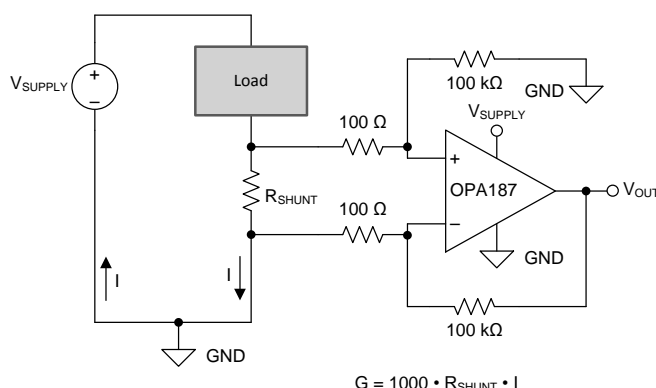 V_SUPPLY
Load
R_SHUNT
I
I
GND
100 Ω
100 Ω
100 kΩ
GND
V_SUPPLY
+
OPA187
−
GND
V_OUT
100 kΩ
G = 1000 • R_SHUNT • I